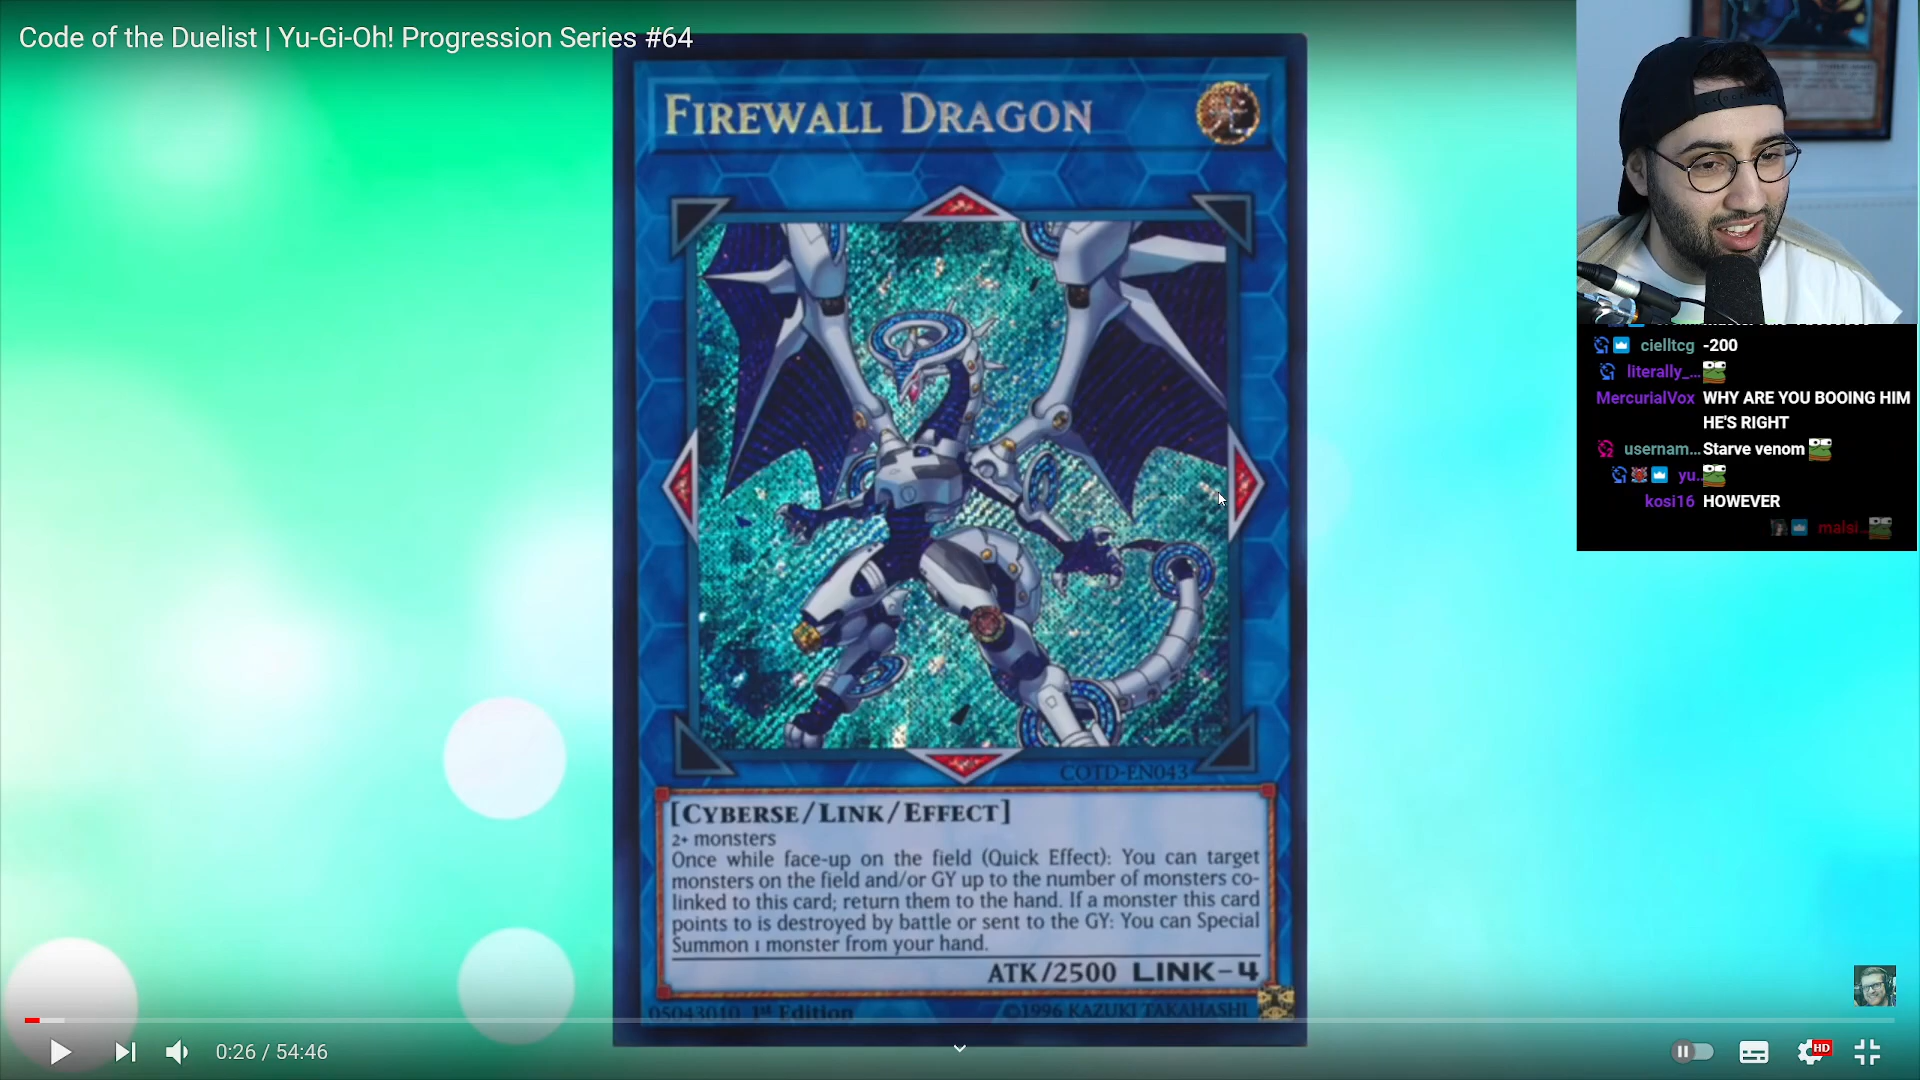 Code of the Duelist | Yu-Gi-Oh! Progression Series #64
FIREWALL DRAGON
COTD-EN043
[CYBERSE/LINK/EFFECT]
2+ monsters
Once while face-up on the field (Quick Effect): You can target
monsters on the field and/or GY up to the number of monsters co-
linked to this card; return them to the hand. If a monster this card
points to is destroyed by battle or sent to the GY: You can Special
Summon 1 monster from your hand.
ATK/2500 LINK-4
05043010 1st Edition
©1996 KAZUKI TAKAHASHI
cielltcg -200
literally_...
MercurialVox WHY ARE YOU BOOING HIM
HE'S RIGHT
usernam... Starve venom
yu..
kosi16 HOWEVER
malsi...
0:26 / 54:46
HD